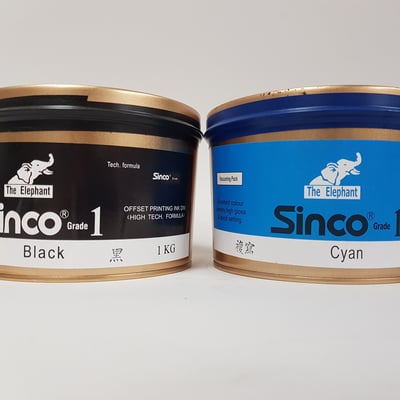 The Elephant
Sinco® Grade 1
Black 黑 1 KG
Tech. formula
Sinco® Grade
OFFSET PRINTING INK
(HIGH TECH. FORMULA)
The Elephant
Sinco® Grade 1
Cyan